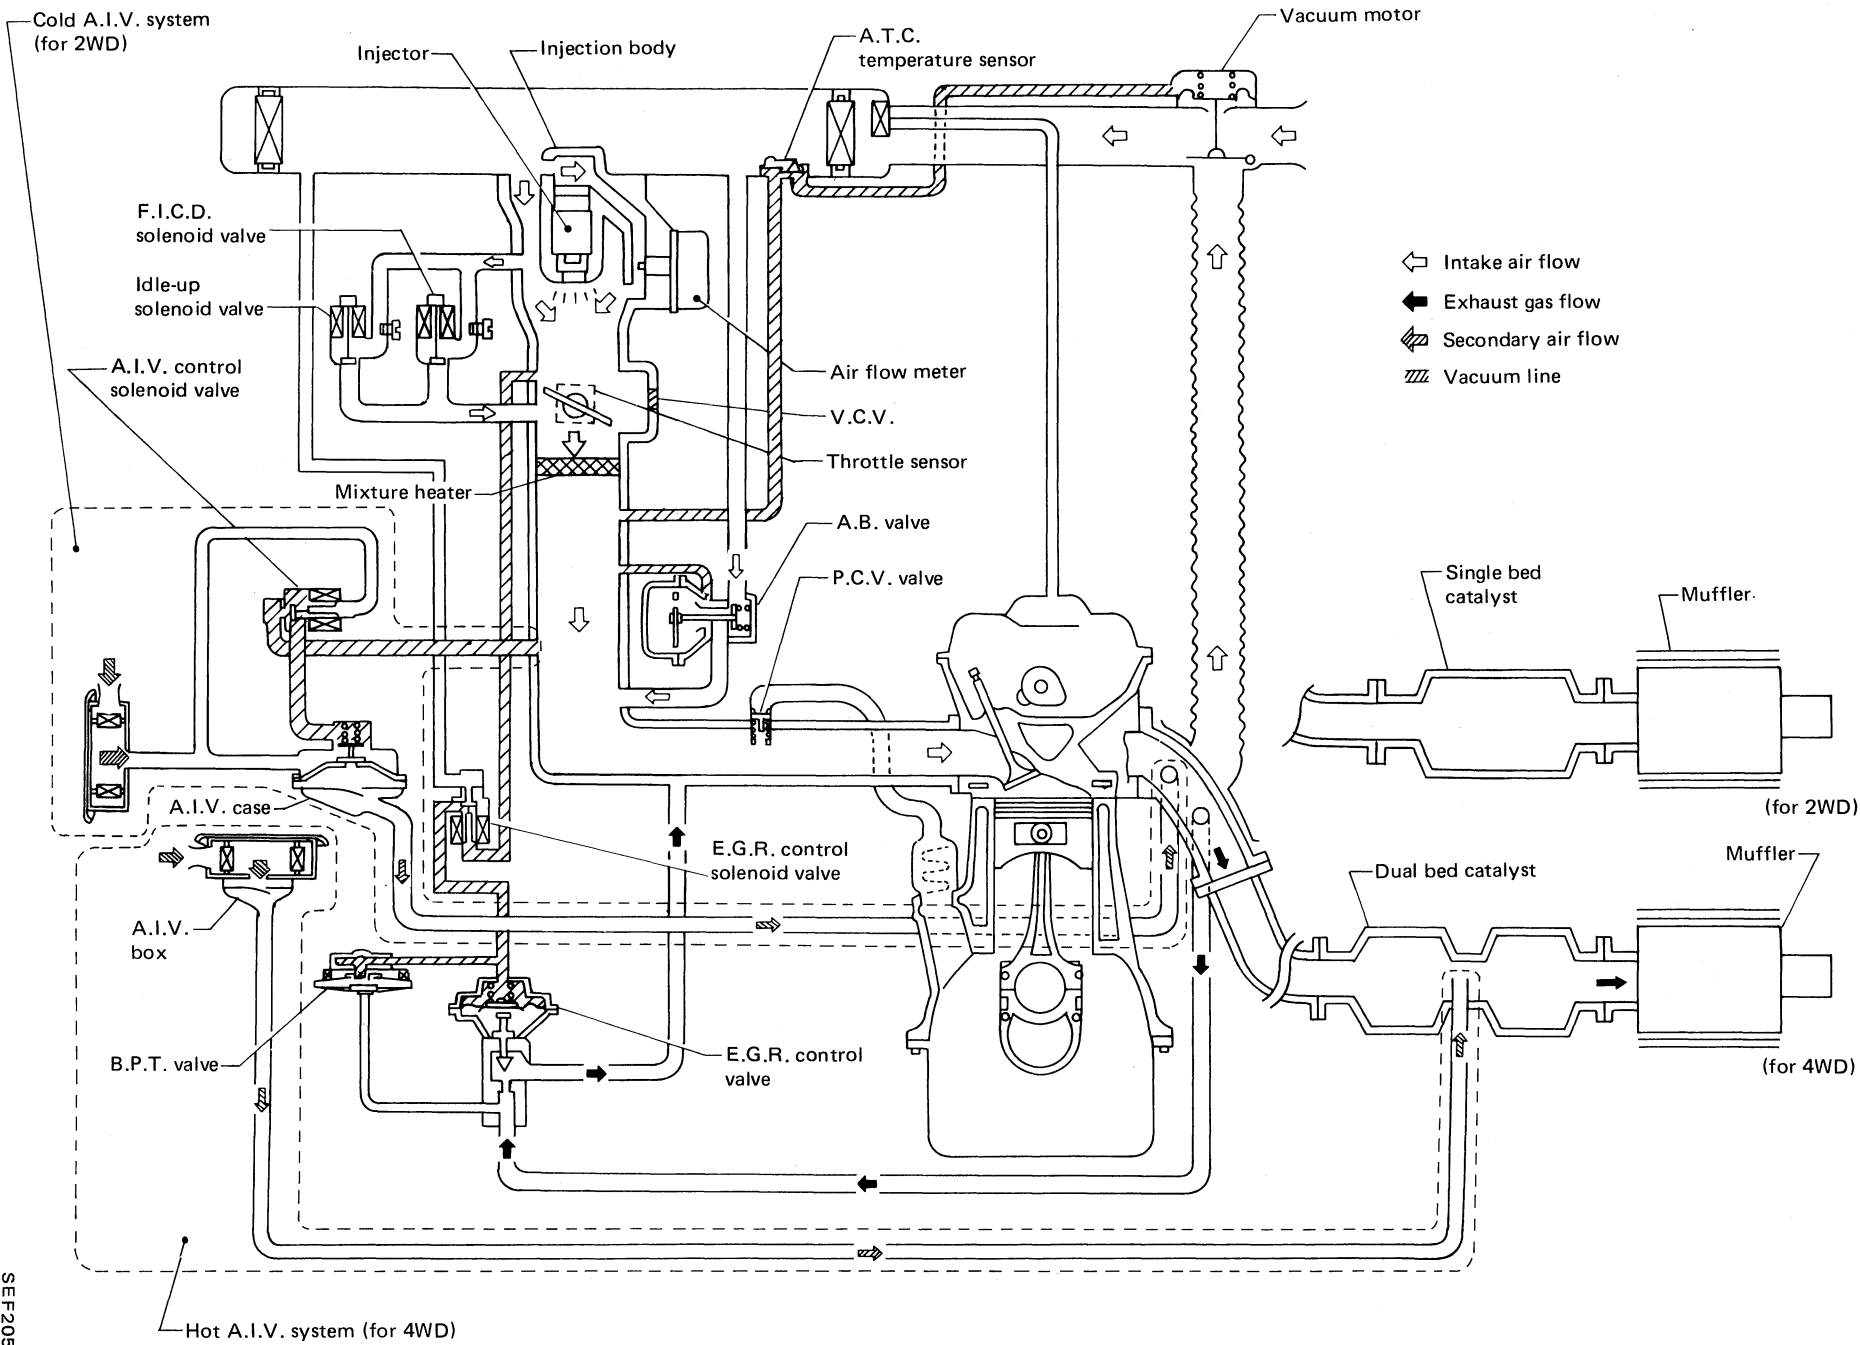 Cold A.I.V. system
(for 2WD)
Injector
Injection body
A.T.C.
temperature sensor
Vacuum motor
F.I.C.D.
solenoid valve
Idle-up
solenoid valve
A.I.V. control
solenoid valve
Intake air flow
Exhaust gas flow
Secondary air flow
Vacuum line
Air flow meter
V.C.V.
Throttle sensor
Mixture heater
A.B. valve
P.C.V. valve
Single bed
catalyst
Muffler
(for 2WD)
A.I.V. case
E.G.R. control
solenoid valve
Dual bed catalyst
Muffler
A.I.V.
box
B.P.T. valve
E.G.R. control
valve
(for 4WD)
Hot A.I.V. system (for 4WD)
SEF205